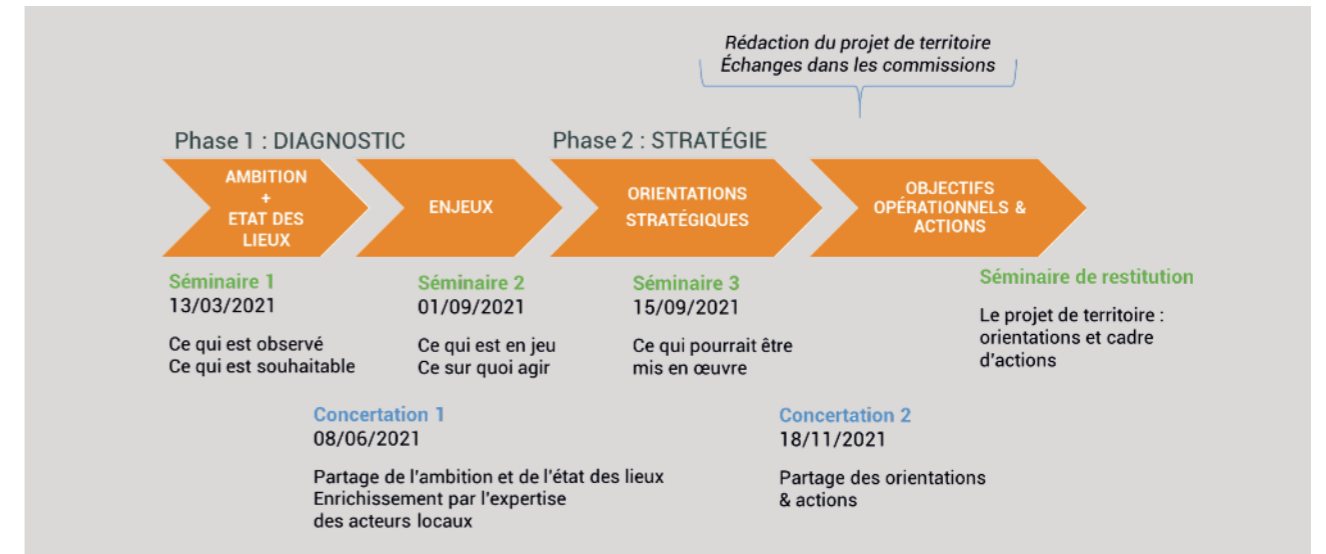 Rédaction du projet de territoire
Échanges dans les commissions
Phase 1 : DIAGNOSTIC
Phase 2 : STRATÉGIE
AMBITION
+
ETAT DES
LIEUX
ENJEUX
ORIENTATIONS
STRATÉGIQUES
OBJECTIFS
OPÉRATIONNELS &
ACTIONS
Séminaire 1
13/03/2021
Ce qui est observé
Ce qui est souhaitable
Séminaire 2
01/09/2021
Ce qui est en jeu
Ce sur quoi agir
Séminaire 3
15/09/2021
Ce qui pourrait être
mis en œuvre
Séminaire de restitution
Le projet de territoire :
orientations et cadre
d'actions
Concertation 1
08/06/2021
Partage de l'ambition et de l'état des lieux
Enrichissement par l'expertise
des acteurs locaux
Concertation 2
18/11/2021
Partage des orientations
& actions